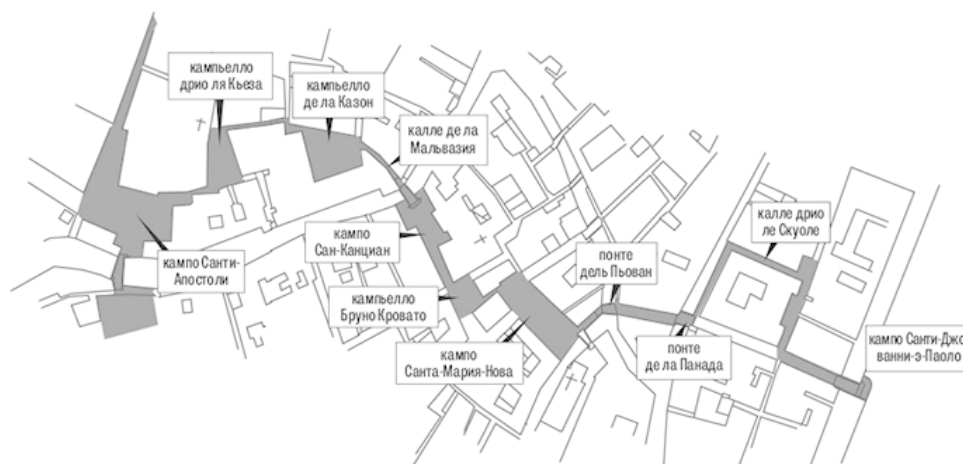 кампьелло
дрио ля Кьеза
кампьелло
де ла Казон
калле де ла
Мальвазия
кампо
Сан-Канциан
кампо Санти-
Апостоли
кампьелло
Бруно Кровато
кампо
Санта-Мария-Нова
понте
дель Пьован
понте
де ла Панада
калле дрио
ле Скуоле
кампо Санти-Джо
ванни-э-Паоло